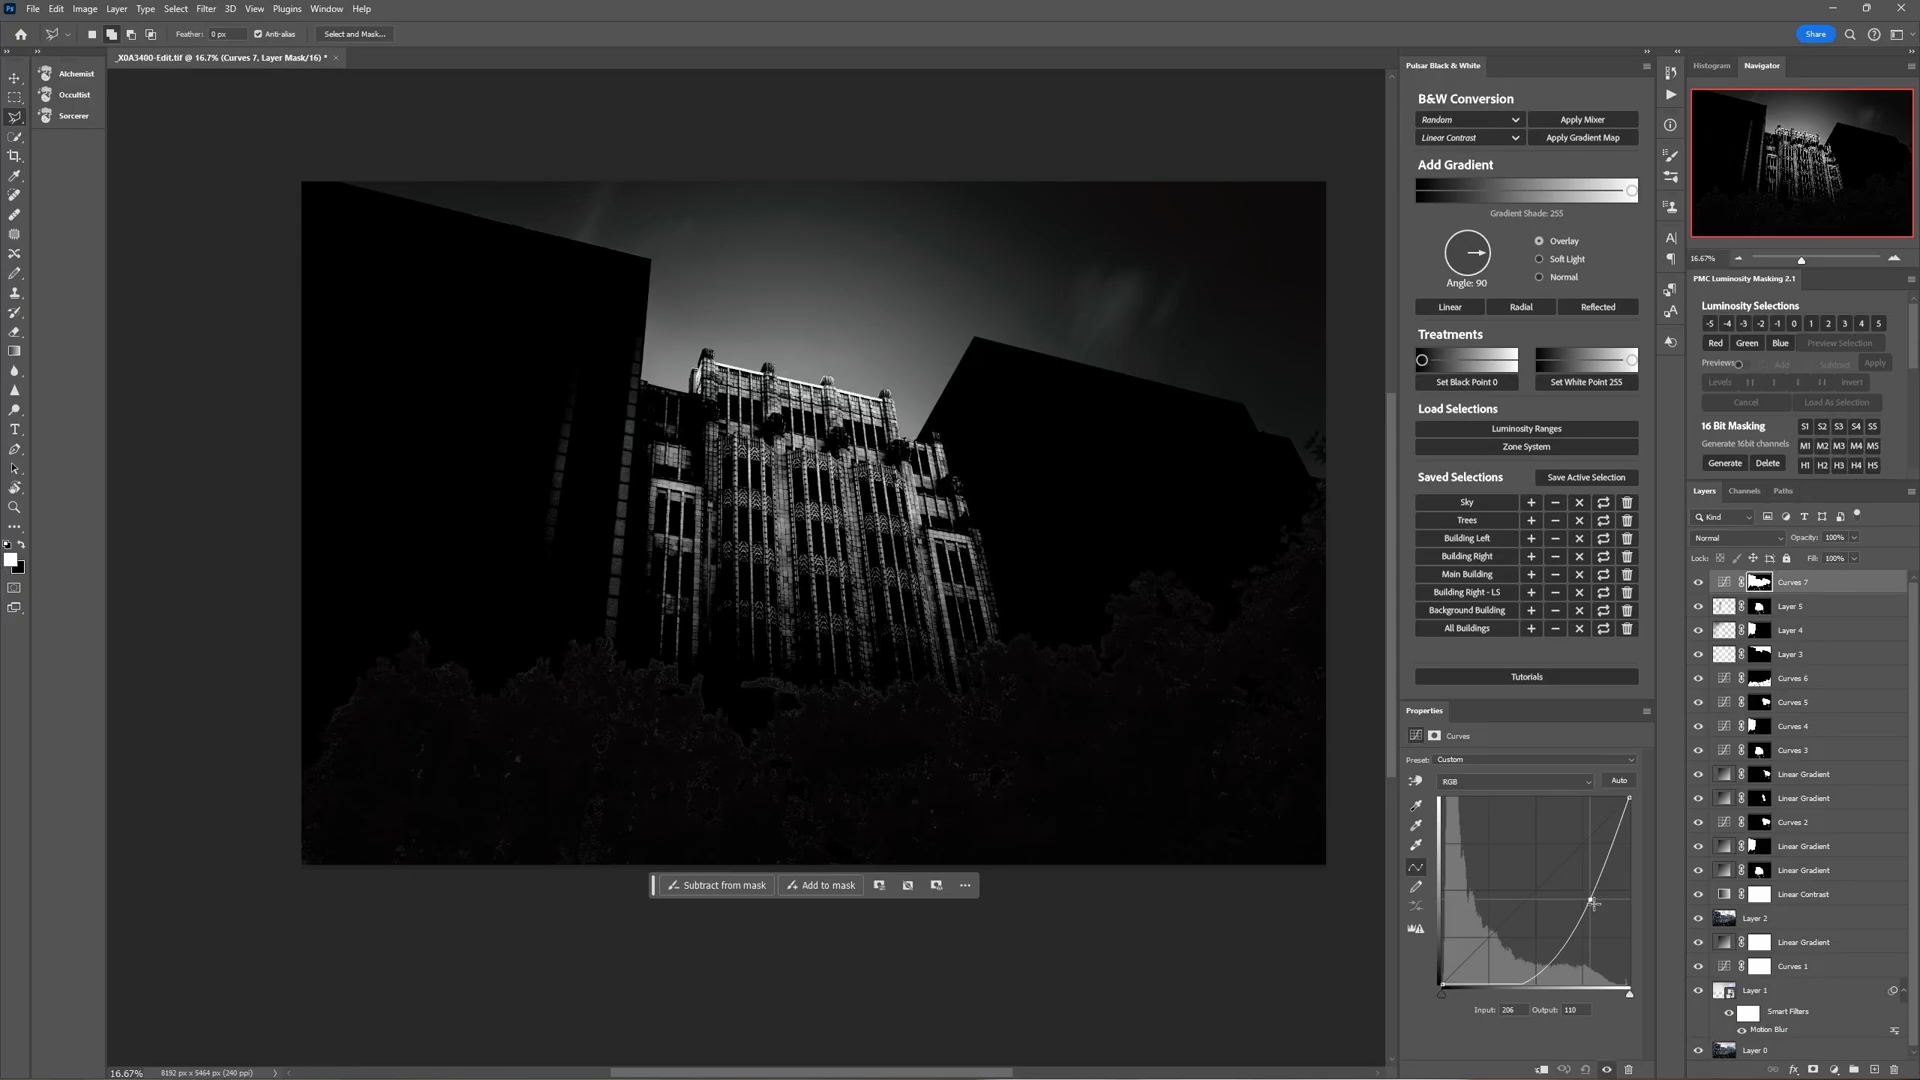 File Edit Image Layer Type Select Filter 3D View Plugins Window Help
Feather: 0 px Anti-alias Select and Mask... Share
_X0A3400-Edit.tif @ 16.7% (Curves 7, Layer Mask/16) *
Alchemist
Occultist
Sorcerer
Subtract from mask Add to mask
16.67% 8192 px x 5464 px (240 ppi)
Pulsar Black & White
B&W Conversion
Random Apply Mixer
Linear Contrast Apply Gradient Map
Add Gradient
Gradient Shade: 255
Overlay
Soft Light
Normal
Angle: 90
Linear Radial Reflected
Treatments
Set Black Point 0 Set White Point 255
Load Selections
Luminosity Ranges
Zone System
Saved Selections Save Active Selection
Sky
Trees
Building Left
Building Right
Main Building
Building Right - LS
Background Building
All Buildings
Tutorials
Properties
Curves
Preset: Custom
RGB Auto
Input: 206 Output: 110
Histogram Navigator
16.67%
PMC Luminosity Masking 2.1
Luminosity Selections
-5 -4 -3 -2 -1 0 1 2 3 4 5
Red Green Blue Preview Selection
Previews Add Subtract Apply
Levels Invert
Cancel Load As Selection
16 Bit Masking S1 S2 S3 S4 S5
Generate 16bit channels M1 M2 M3 M4 M5
Generate Delete H1 H2 H3 H4 H5
Layers Channels Paths
Kind
Normal Opacity: 100%
Lock: Fill: 100%
Curves 7
Layer 5
Layer 4
Layer 3
Curves 6
Curves 5
Curves 4
Curves 3
Linear Gradient
Linear Gradient
Curves 2
Linear Gradient
Linear Gradient
Linear Contrast
Layer 2
Linear Gradient
Curves 1
Layer 1
Smart Filters
Motion Blur
Layer 0